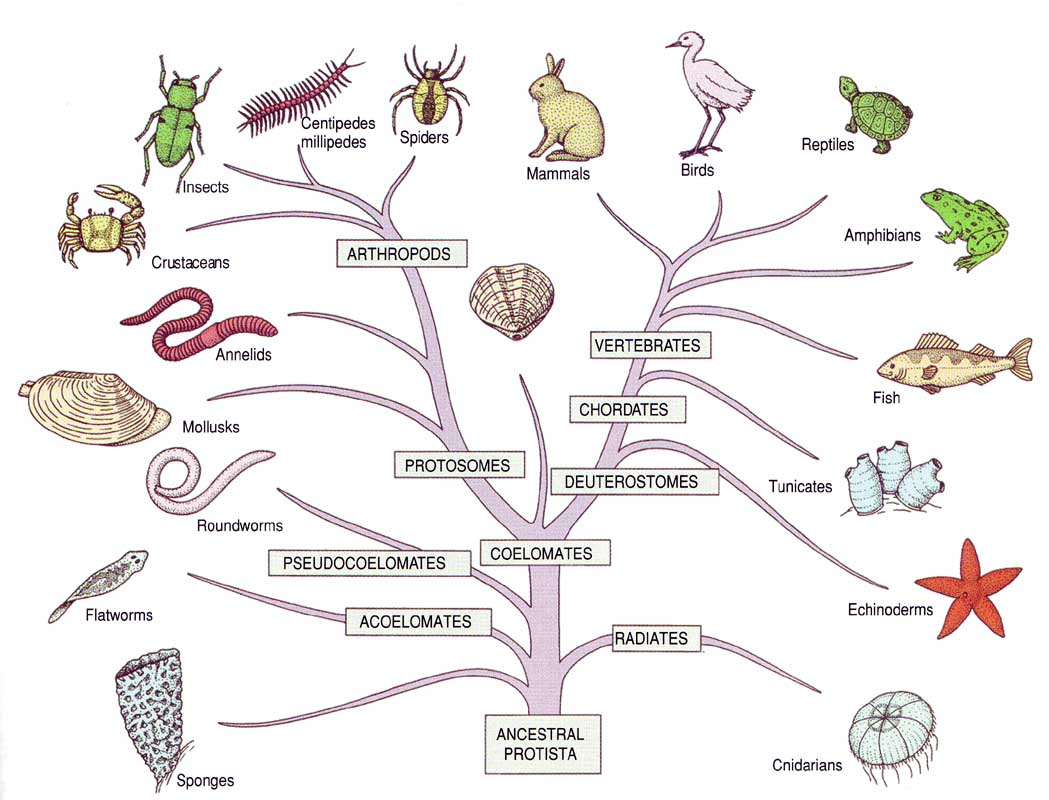 Centipedes
millipedes
Spiders
Mammals
Birds
Reptiles
Insects
Crustaceans
ARTHROPODS
Amphibians
Annelids
VERTEBRATES
Fish
Mollusks
CHORDATES
PROTOSOMES
DEUTEROSTOMES
Tunicates
Roundworms
COELOMATES
PSEUDOCOELOMATES
Flatworms
ACOELOMATES
Echinoderms
RADIATES
ANCESTRAL
PROTISTA
Sponges
Cnidarians